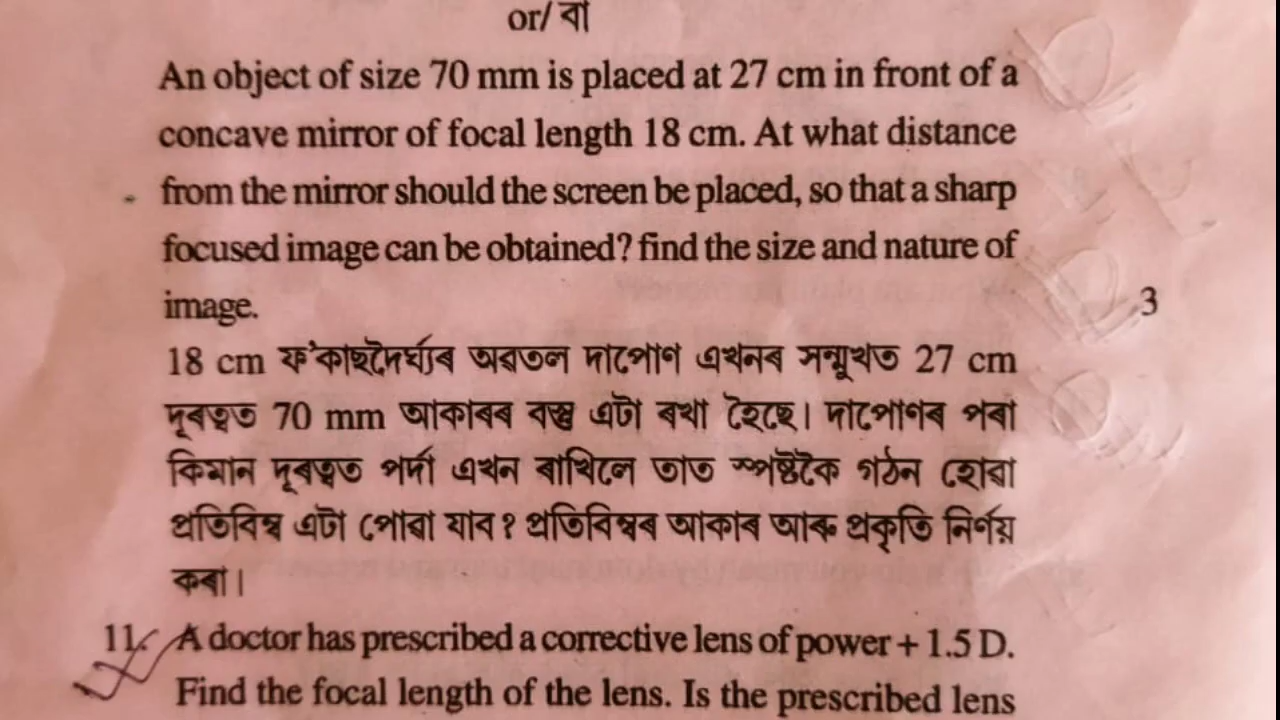 or/ বা
An object of size 70 mm is placed at 27 cm in front of a
concave mirror of focal length 18 cm. At what distance
from the mirror should the screen be placed, so that a sharp
focused image can be obtained? find the size and nature of
image.
3
18 cm ফ'কাছদৈৰ্ঘ্যৰ অৱতল দাপোণ এখনৰ সন্মুখত 27 cm
দূৰত্বত 70 mm আকাৰৰ বস্তু এটা ৰখা হৈছে। দাপোণৰ পৰা
কিমান দূৰত্বত পৰ্দা এখন ৰাখিলে তাত স্পষ্টকৈ গঠন হোৱা
প্ৰতিবিম্ব এটা পোৱা যাব? প্ৰতিবিম্বৰ আকাৰ আৰু প্ৰকৃতি নিৰ্ণয়
কৰা।
11. A doctor has prescribed a corrective lens of power + 1.5 D.
Find the focal length of the lens. Is the prescribed lens